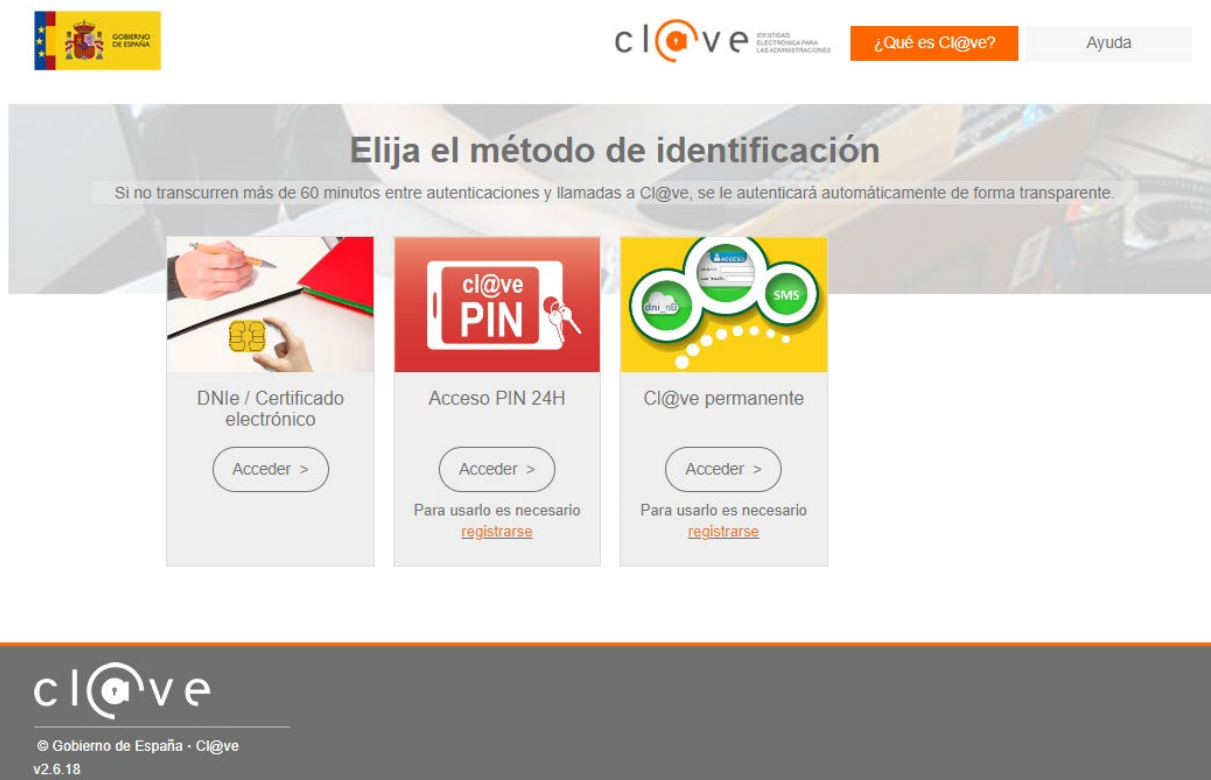 GOBIERNO
DE ESPAÑA
cl@ve
IDENTIDAD
ELECTRÓNICA PARA
LAS ADMINISTRACIONES
¿Qué es Cl@ve?
Ayuda
Elija el método de identificación
Si no transcurren más de 60 minutos entre autenticaciones y llamadas a Cl@ve, se le autenticará automáticamente de forma transparente.
cl@ve
PIN
ACCESO
dni_nB
SMS
DNIe / Certificado
electrónico
Acceder >
Acceso PIN 24H
Acceder >
Para usarlo es necesario
registrarse
Cl@ve permanente
Acceder >
Para usarlo es necesario
registrarse
cl@ve
© Gobierno de España · Cl@ve
v2.6.18